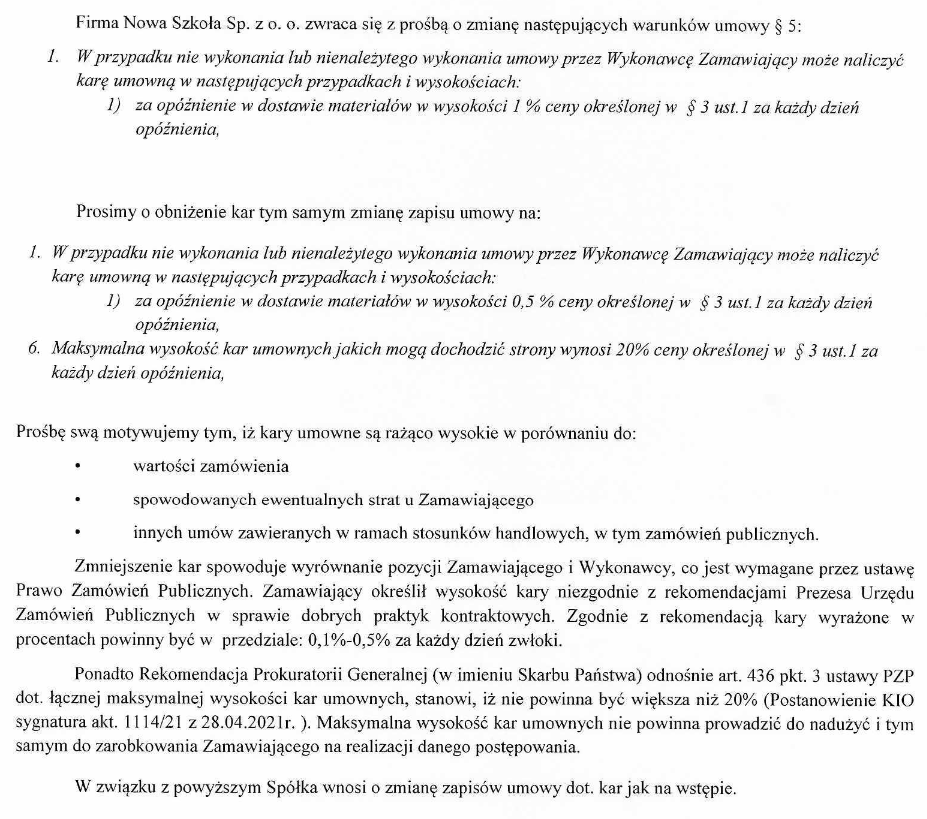 Firma Nowa Szkoła Sp. z o. o. zwraca się z prośbą o zmianę następujących warunków umowy § 5:
1. W przypadku nie wykonania lub nienależytego wykonania umowy przez Wykonawcę Zamawiający może naliczyć
karę umowną w następujących przypadkach i wysokościach:
1) za opóźnienie w dostawie materiałów w wysokości 1 % ceny określonej w § 3 ust.1 za każdy dzień
opóźnienia,
Prosimy o obniżenie kar tym samym zmianę zapisu umowy na:
1. W przypadku nie wykonania lub nienależytego wykonania umowy przez Wykonawcę Zamawiający może naliczyć
karę umowną w następujących przypadkach i wysokościach:
1) za opóźnienie w dostawie materiałów w wysokości 0,5 % ceny określonej w § 3 ust.1 za każdy dzień
opóźnienia,
6. Maksymalna wysokość kar umownych jakich mogą dochodzić strony wynosi 20% ceny określonej w § 3 ust.1 za
każdy dzień opóźnienia,
Prośbę swą motywujemy tym, iż kary umowne są rażąco wysokie w porównaniu do:
• wartości zamówienia
• spowodowanych ewentualnych strat u Zamawiającego
• innych umów zawieranych w ramach stosunków handlowych, w tym zamówień publicznych.
Zmniejszenie kar spowoduje wyrównanie pozycji Zamawiającego i Wykonawcy, co jest wymagane przez ustawę
Prawo Zamówień Publicznych. Zamawiający określił wysokość kary niezgodnie z rekomendacjami Prezesa Urzędu
Zamówień Publicznych w sprawie dobrych praktyk kontraktowych. Zgodnie z rekomendacją kary wyrażone w
procentach powinny być w przedziale: 0,1%-0,5% za każdy dzień zwłoki.
Ponadto Rekomendacja Prokuratorii Generalnej (w imieniu Skarbu Państwa) odnośnie art. 436 pkt. 3 ustawy PZP
dot. łącznej maksymalnej wysokości kar umownych, stanowi, iż nie powinna być większa niż 20% (Postanowienie KIO
sygnatura akt. 1114/21 z 28.04.2021r. ). Maksymalna wysokość kar umownych nie powinna prowadzić do nadużyć i tym
samym do zarobkowania Zamawiającego na realizacji danego postępowania.
W związku z powyższym Spółka wnosi o zmianę zapisów umowy dot. kar jak na wstępie.